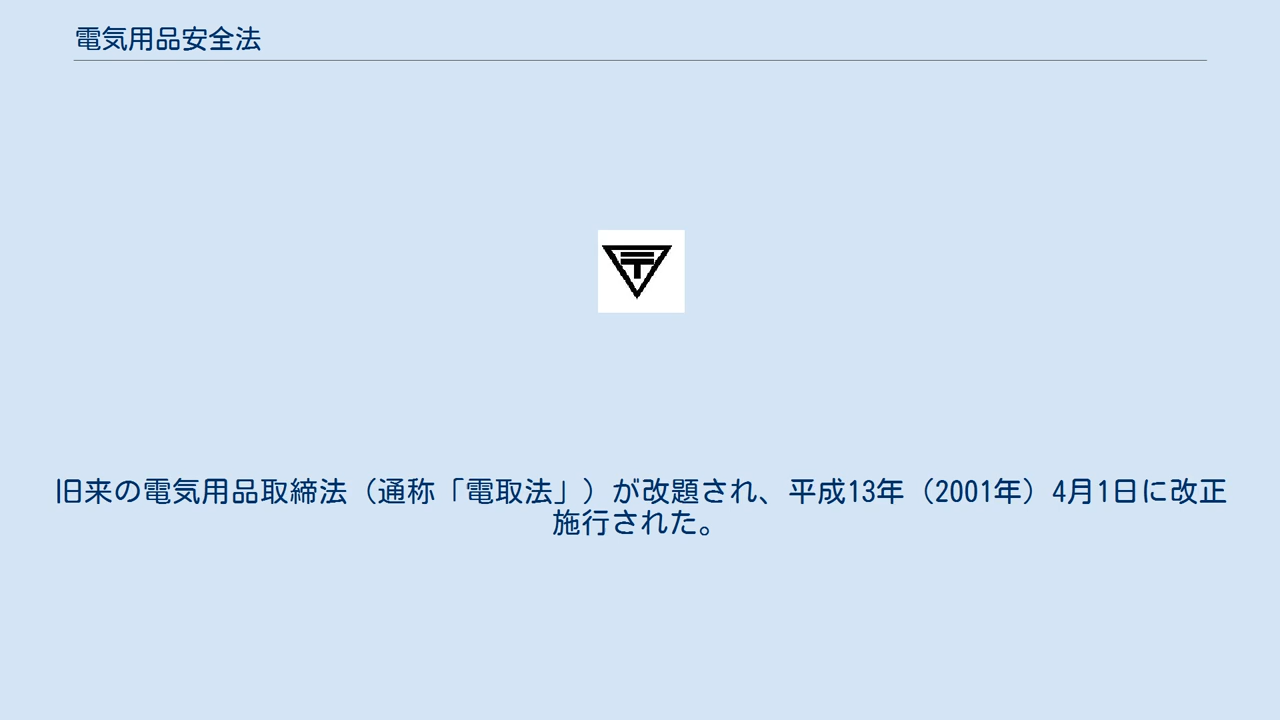 電気用品安全法
〒
旧来の電気用品取締法（通称「電取法」）が改題され、平成13年（2001年）4月1日に改正
施行された。